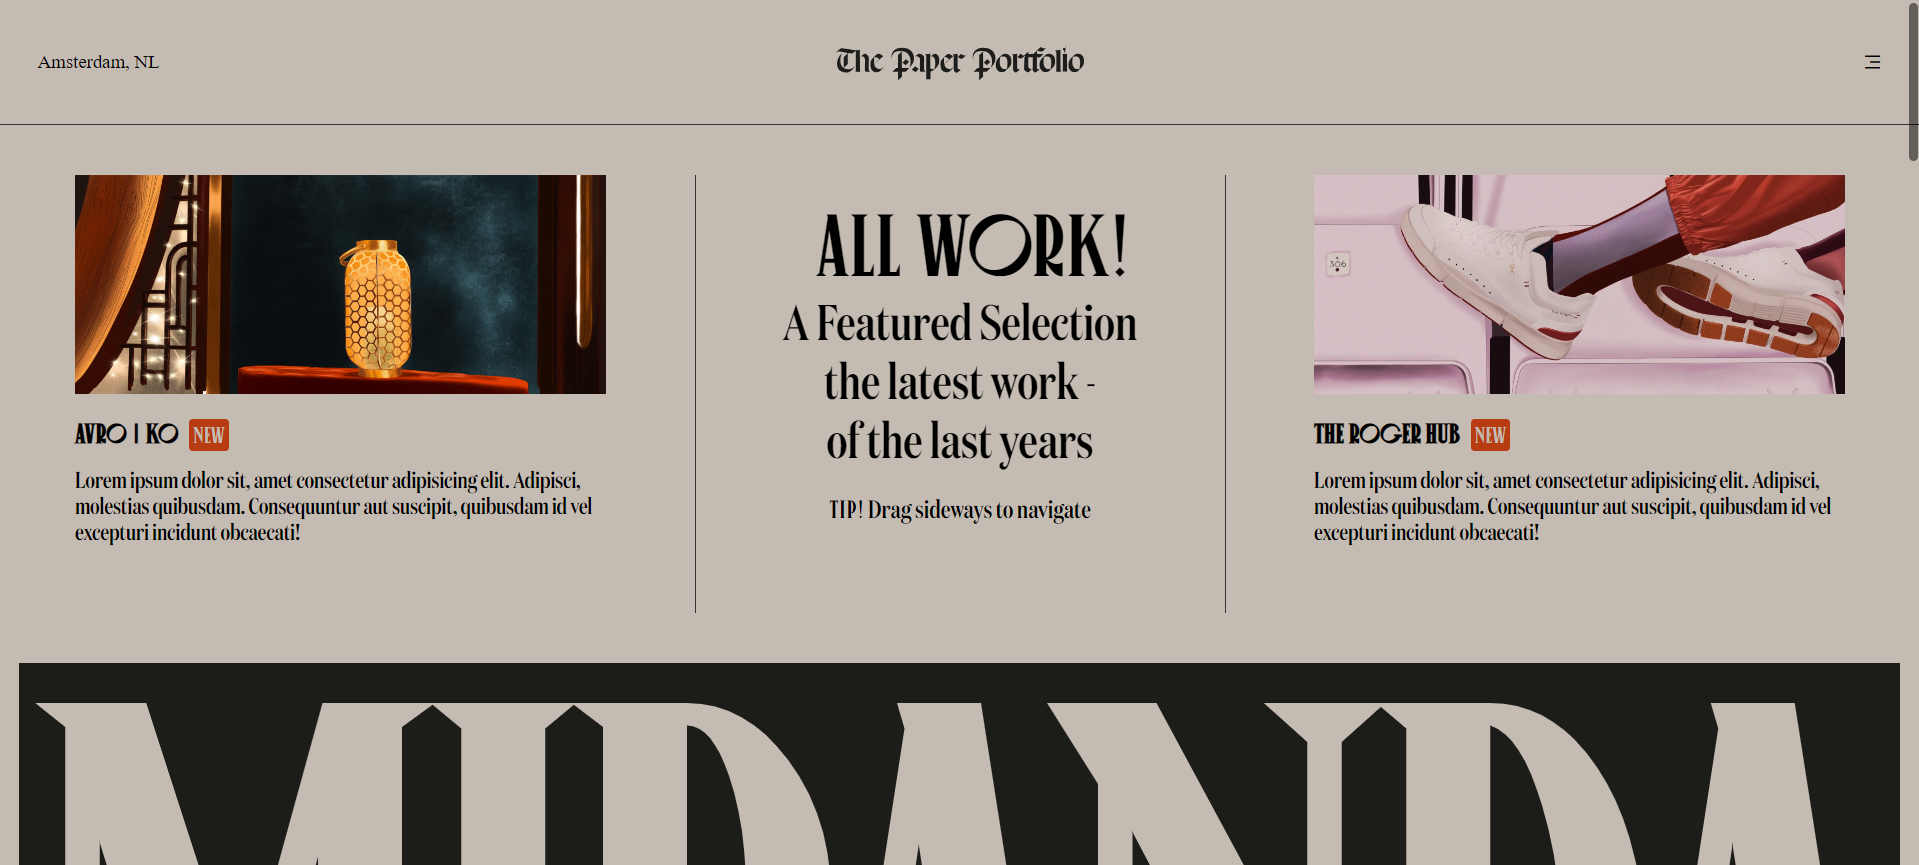 Amsterdam, NL
The Paper Portfolio
AVRO | KO NEW
Lorem ipsum dolor sit, amet consectetur adipisicing elit. Adipisci,
molestias quibusdam. Consequuntur aut suscipit, quibusdam id vel
excepturi incidunt obcaecati!
ALL WORK!
A Featured Selection
the latest work -
of the last years
TIP! Drag sideways to navigate
306
THE ROGER HUB NEW
Lorem ipsum dolor sit, amet consectetur adipisicing elit. Adipisci,
molestias quibusdam. Consequuntur aut suscipit, quibusdam id vel
excepturi incidunt obcaecati!